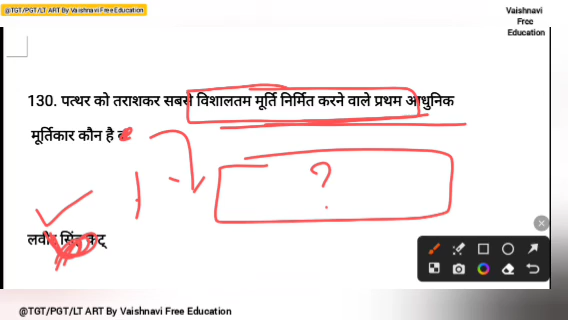 @TGT/PGT/LT ART By Vaishnavi Free Education
Vaishnavi
Free
Education
130. पत्थर को तराशकर सबसे विशालतम मूर्ति निर्मित करने वाले प्रथम आधुनिक
मूर्तिकार कौन है
?
@TGT/PGT/LT ART By Vaishnavi Free Education